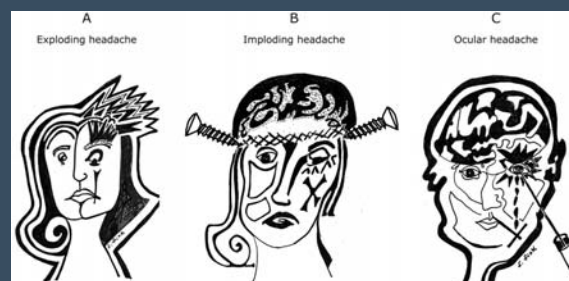 A
Exploding headache
B
Imploding headache
C
Ocular headache